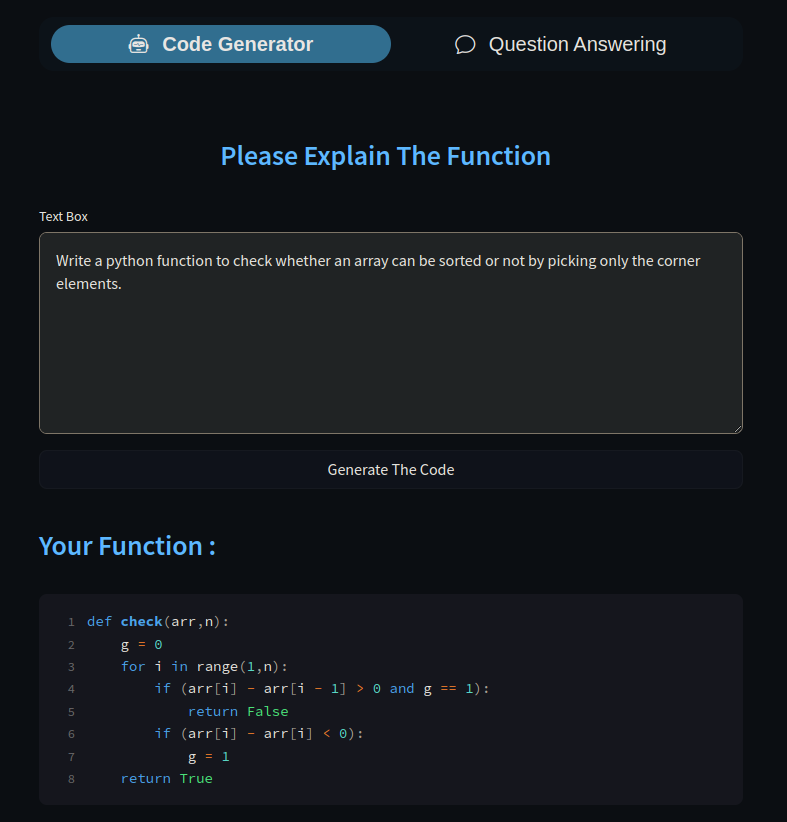 Code Generator
Question Answering
Please Explain The Function
Text Box
Write a python function to check whether an array can be sorted or not by picking only the corner
elements.
Generate The Code
Your Function :
1 def check(arr,n):
2     g = 0
3     for i in range(1,n):
4         if (arr[i] - arr[i - 1] > 0 and g == 1):
5             return False
6         if (arr[i] - arr[i] < 0):
7             g = 1
8     return True